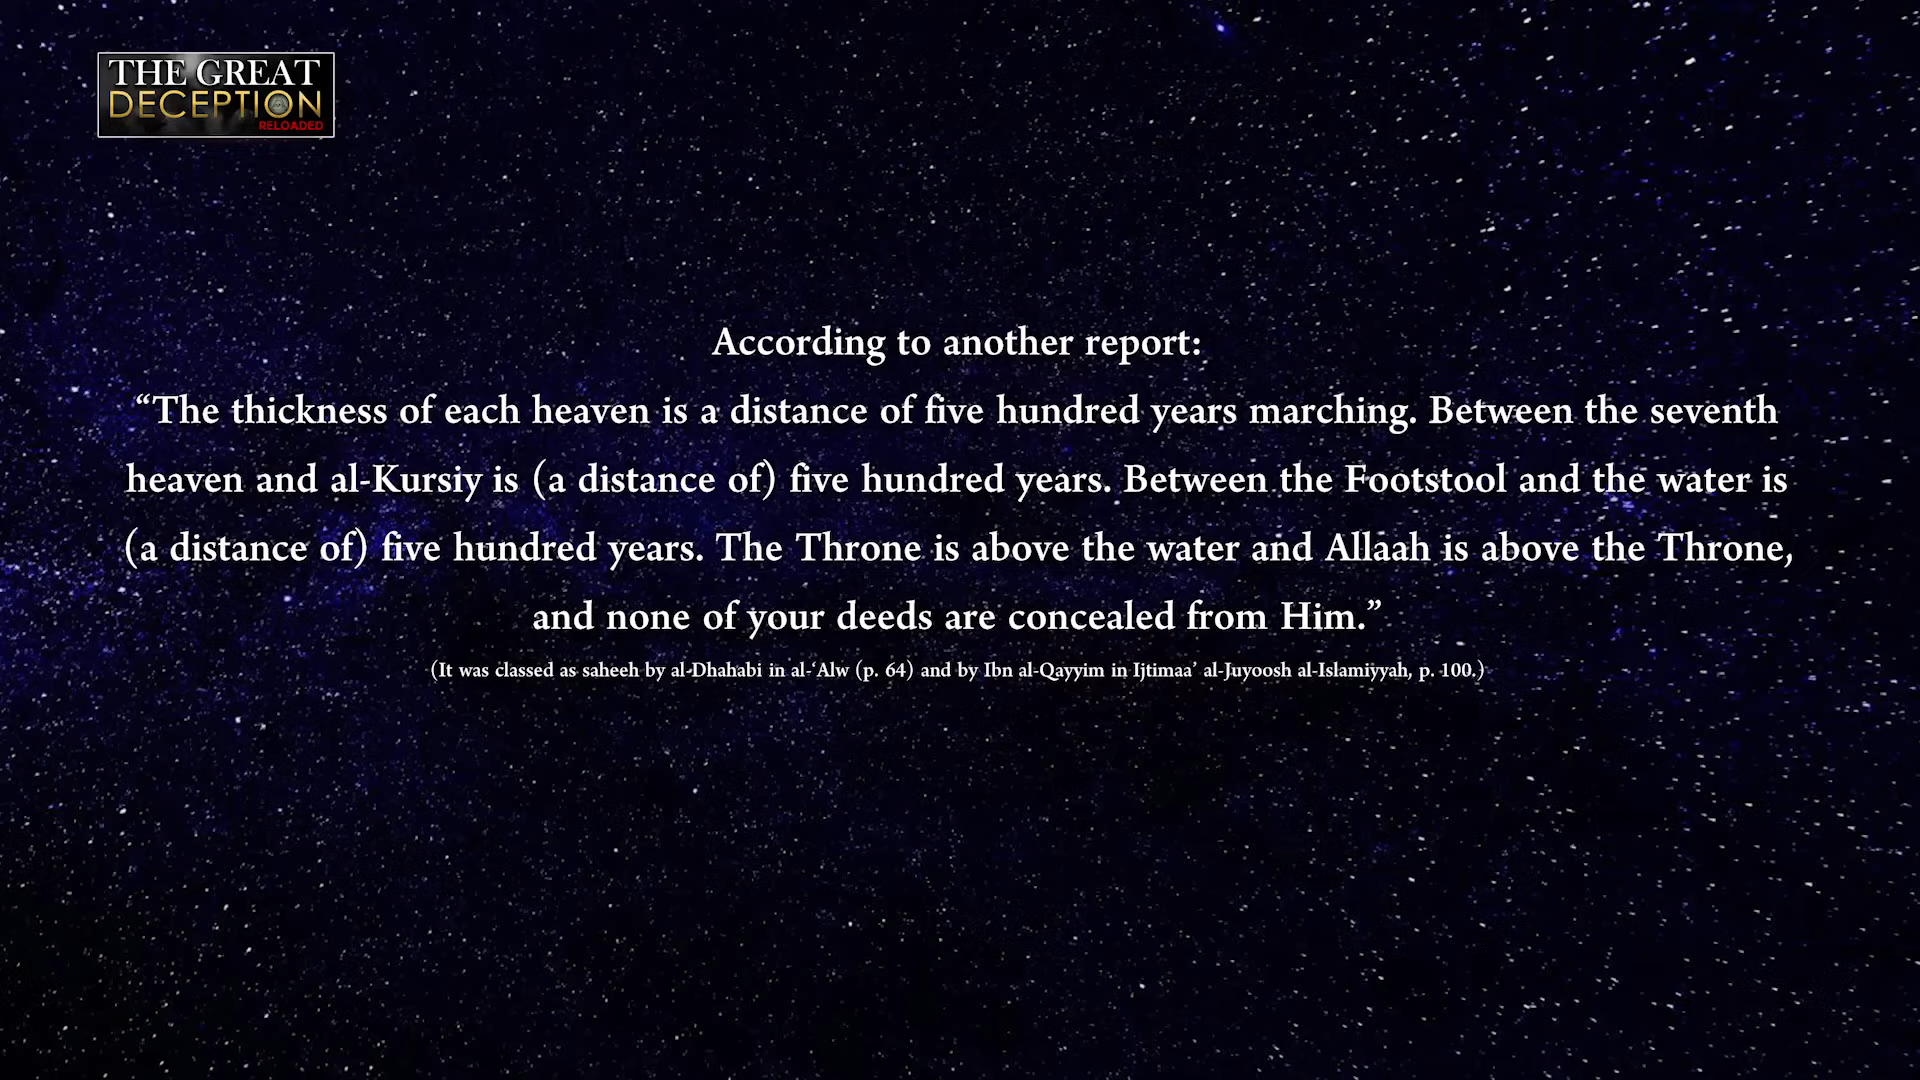 THE GREAT
DECEPTION
RELOADED
According to another report:
“The thickness of each heaven is a distance of five hundred years marching. Between the seventh
heaven and al-Kursiy is (a distance of) five hundred years. Between the Footstool and the water is
(a distance of) five hundred years. The Throne is above the water and Allaah is above the Throne,
and none of your deeds are concealed from Him.”
(It was classed as saheeh by al-Dhahabi in al-‘Alw (p. 64) and by Ibn al-Qayyim in Ijtimaa’ al-Juyoosh al-Islamiyyah, p. 100.)